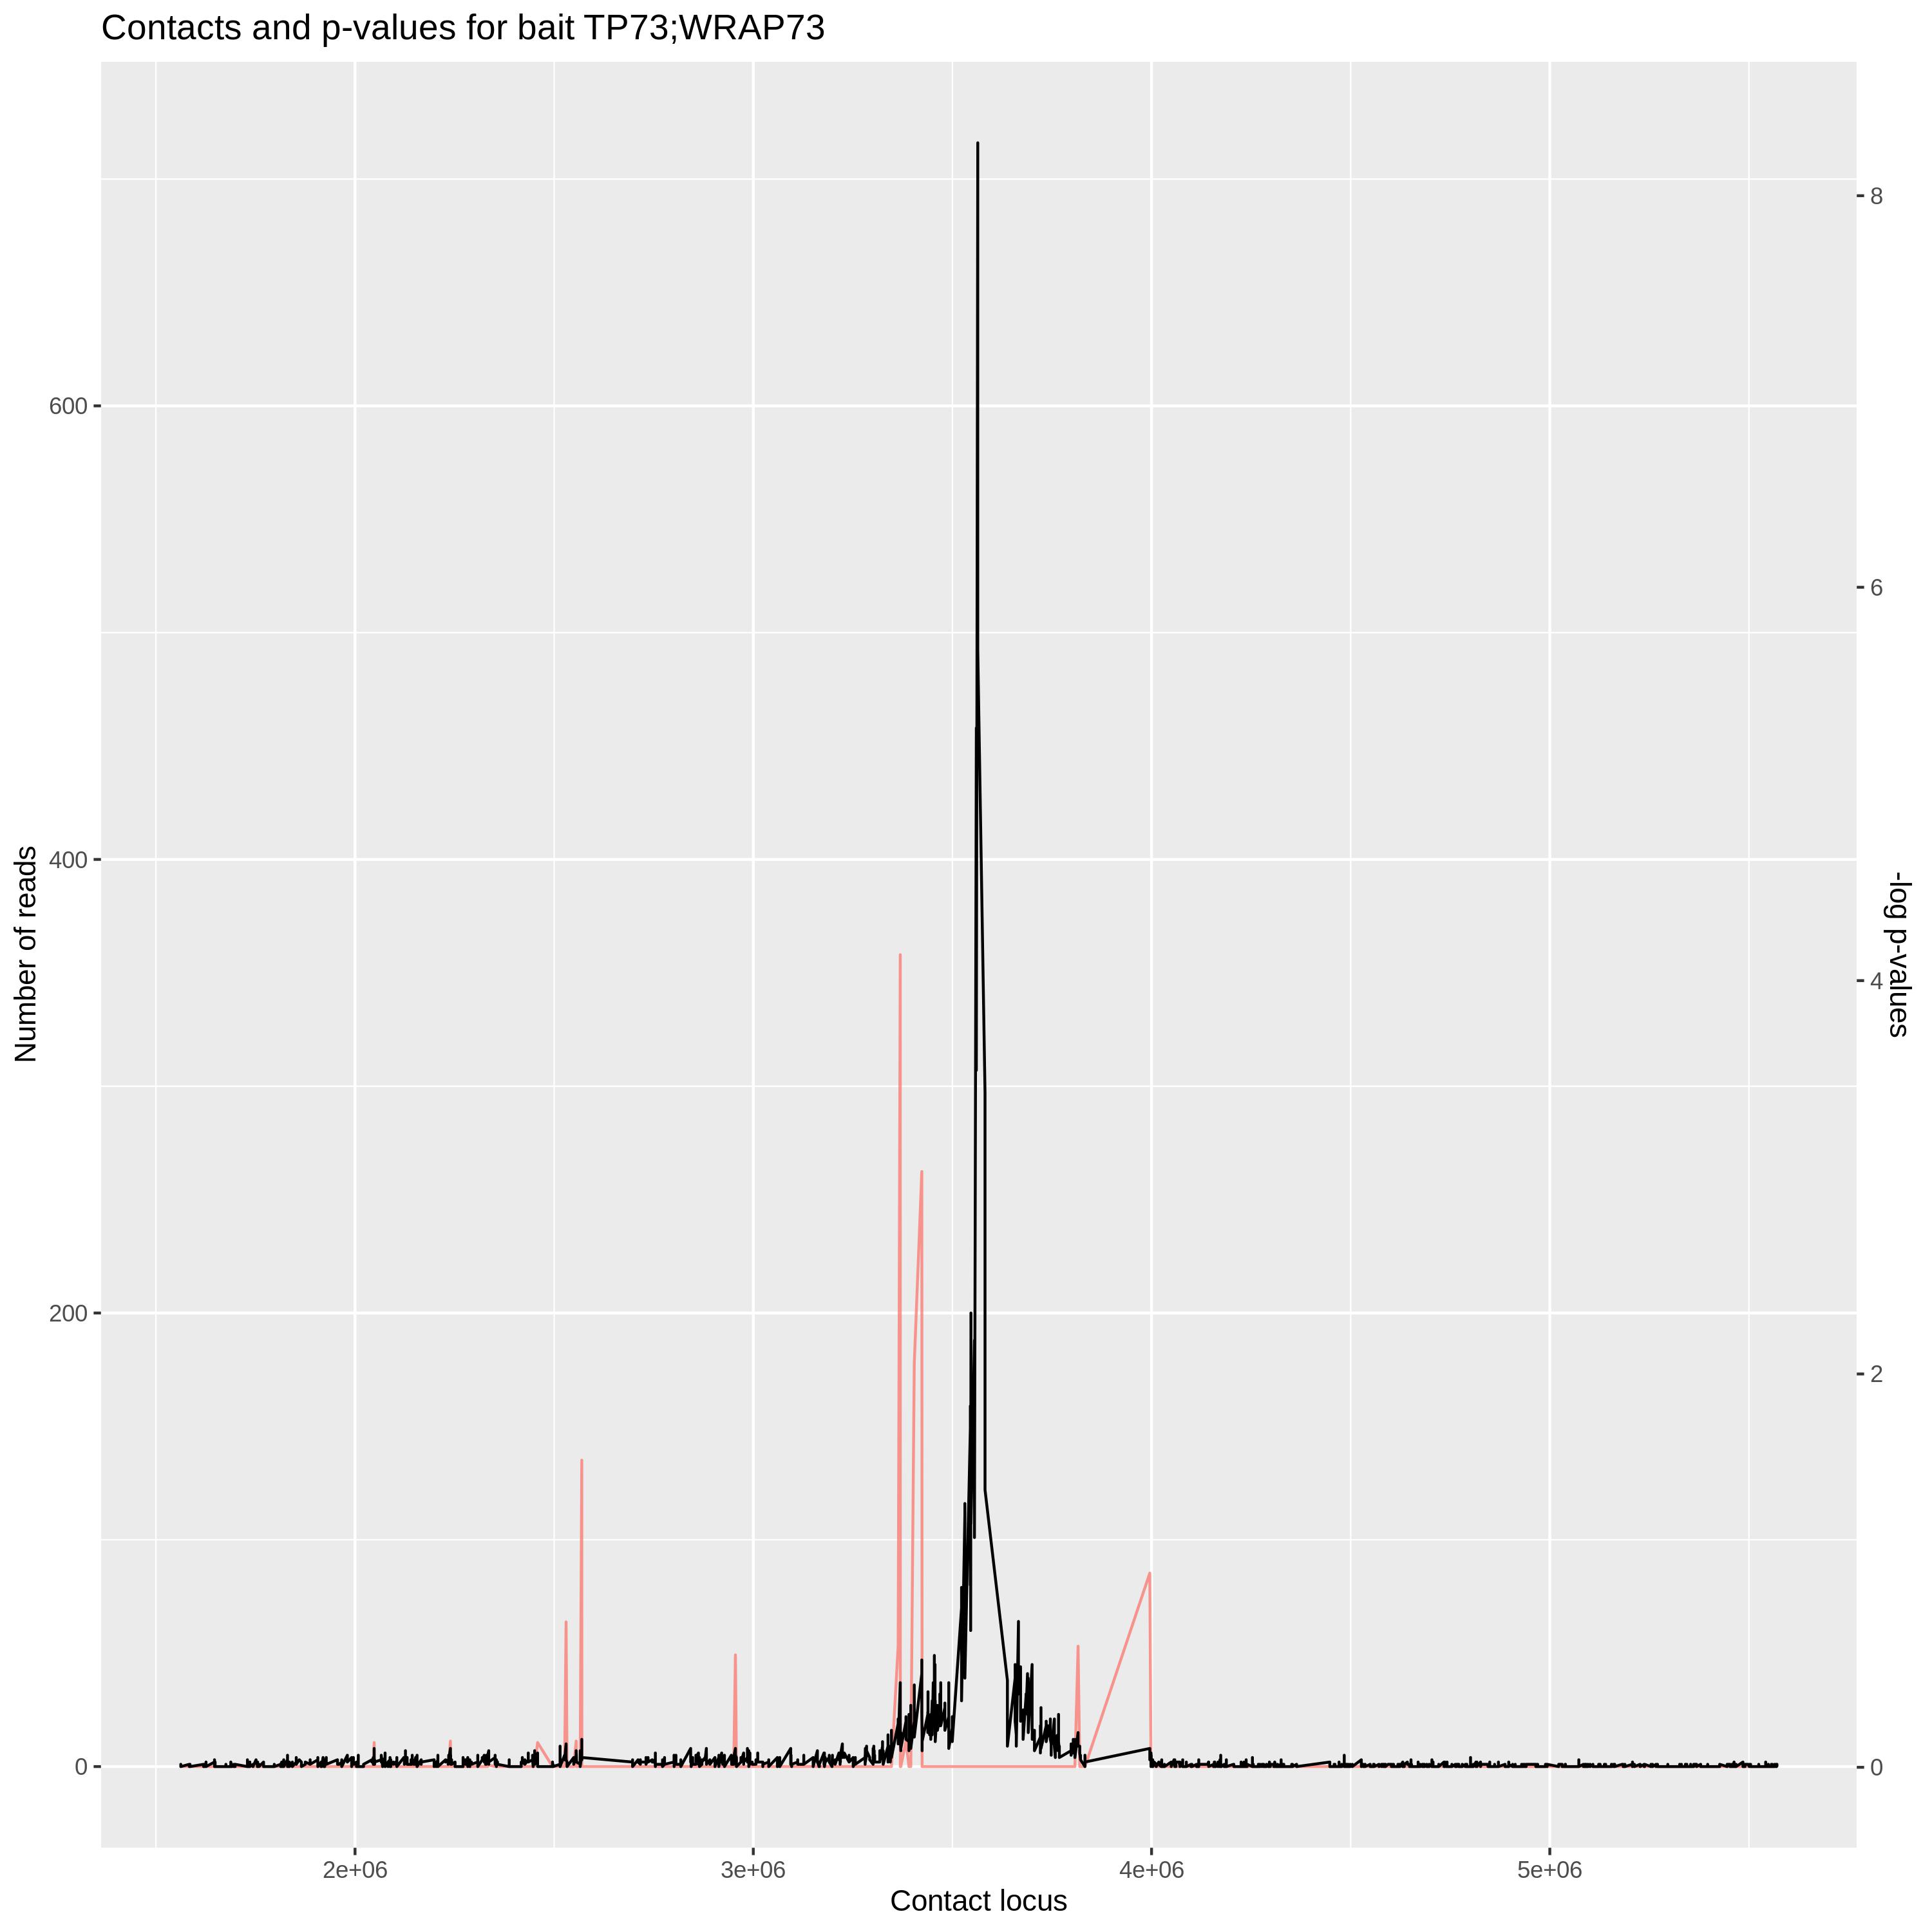 Contacts and p-values for bait TP73;WRAP73
Number of reads
600
400
200
0
8
6
4
2
0
-log p-values
2e+06
3e+06
4e+06
5e+06
Contact locus